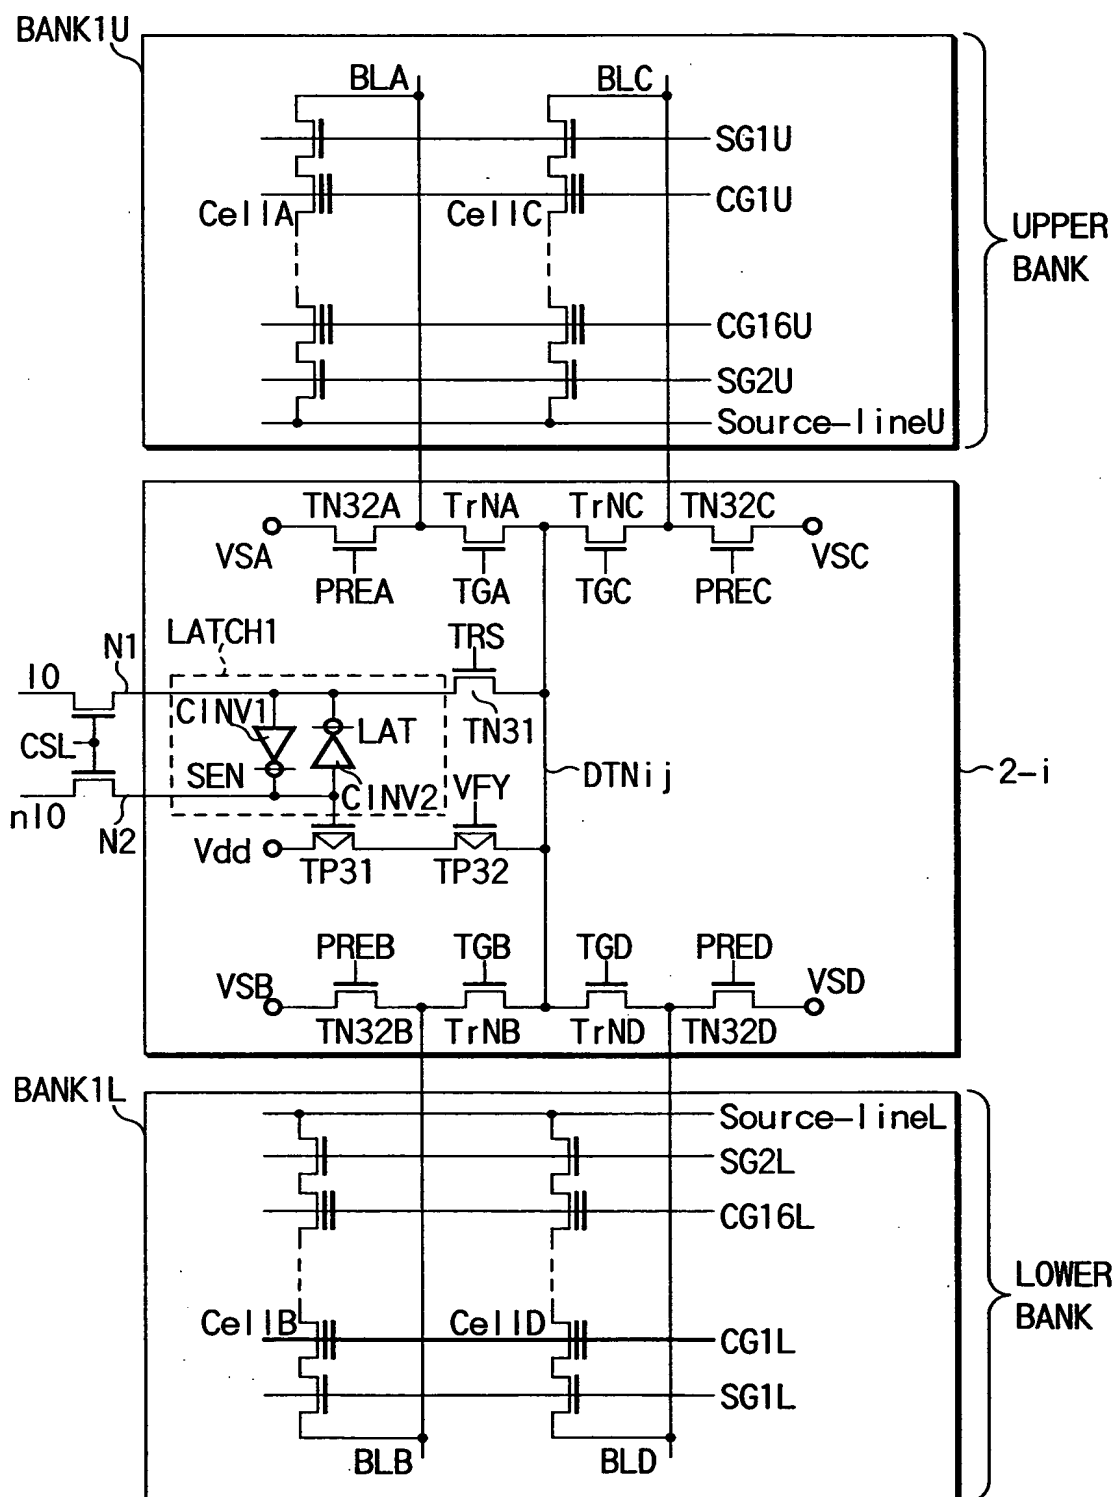 BANK1U
BLA
BLC
SG1U
CellA
CellC
CG1U
UPPER
BANK
CG16U
SG2U
Source-lineU
TN32A
TrNA
TrNC
TN32C
VSA
VSC
PREA
TGA
TGC
PREC
LATCH1
TRS
N1
IO
CINV1
LAT
TN31
CSL
SEN
CINV2
VFY
DTNij
2-i
nIO
N2
Vdd
TP31
TP32
PREB
TGB
TGD
PRED
VSB
VSD
TN32B
TrNB
TrND
TN32D
BANK1L
Source-lineL
SG2L
CG16L
CellB
CellD
CG1L
LOWER
BANK
SG1L
BLB
BLD